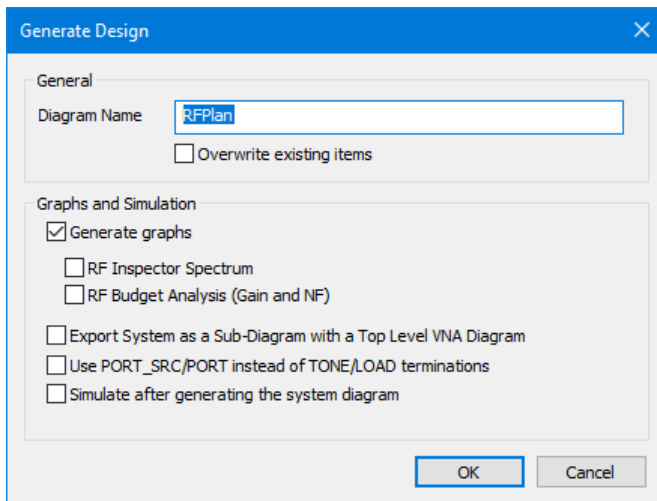 Generate Design
General
Diagram Name RFPlan
Overwrite existing items
Graphs and Simulation
Generate graphs
RF Inspector Spectrum
RF Budget Analysis (Gain and NF)
Export System as a Sub-Diagram with a Top Level VNA Diagram
Use PORT_SRC/PORT instead of TONE/LOAD terminations
Simulate after generating the system diagram
OK Cancel